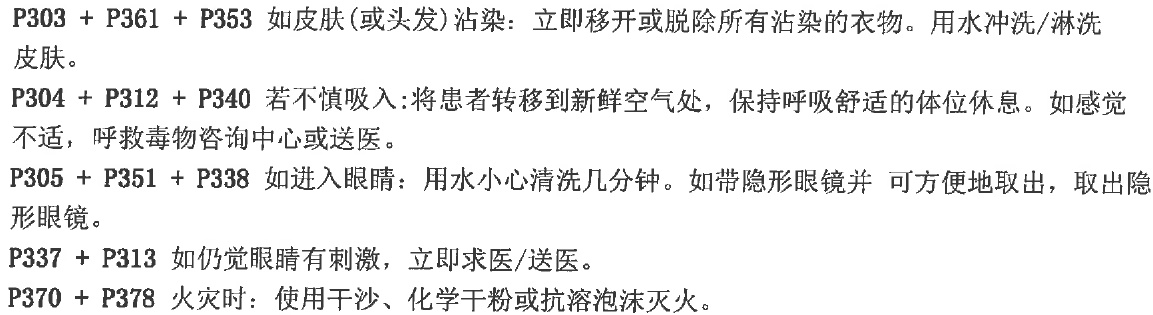 P303 + P361 + P353 如皮肤(或头发)沾染：立即移开或脱除所有沾染的衣物。用水冲洗/淋洗
皮肤。
P304 + P312 + P340 若不慎吸入:将患者转移到新鲜空气处，保持呼吸舒适的体位休息。如感觉
不适，呼救毒物咨询中心或送医。
P305 + P351 + P338 如进入眼睛：用水小心清洗几分钟。如带隐形眼镜并 可方便地取出，取出隐
形眼镜。
P337 + P313 如仍觉眼睛有刺激，立即求医/送医。
P370 + P378 火灾时：使用干沙、化学干粉或抗溶泡沫灭火。